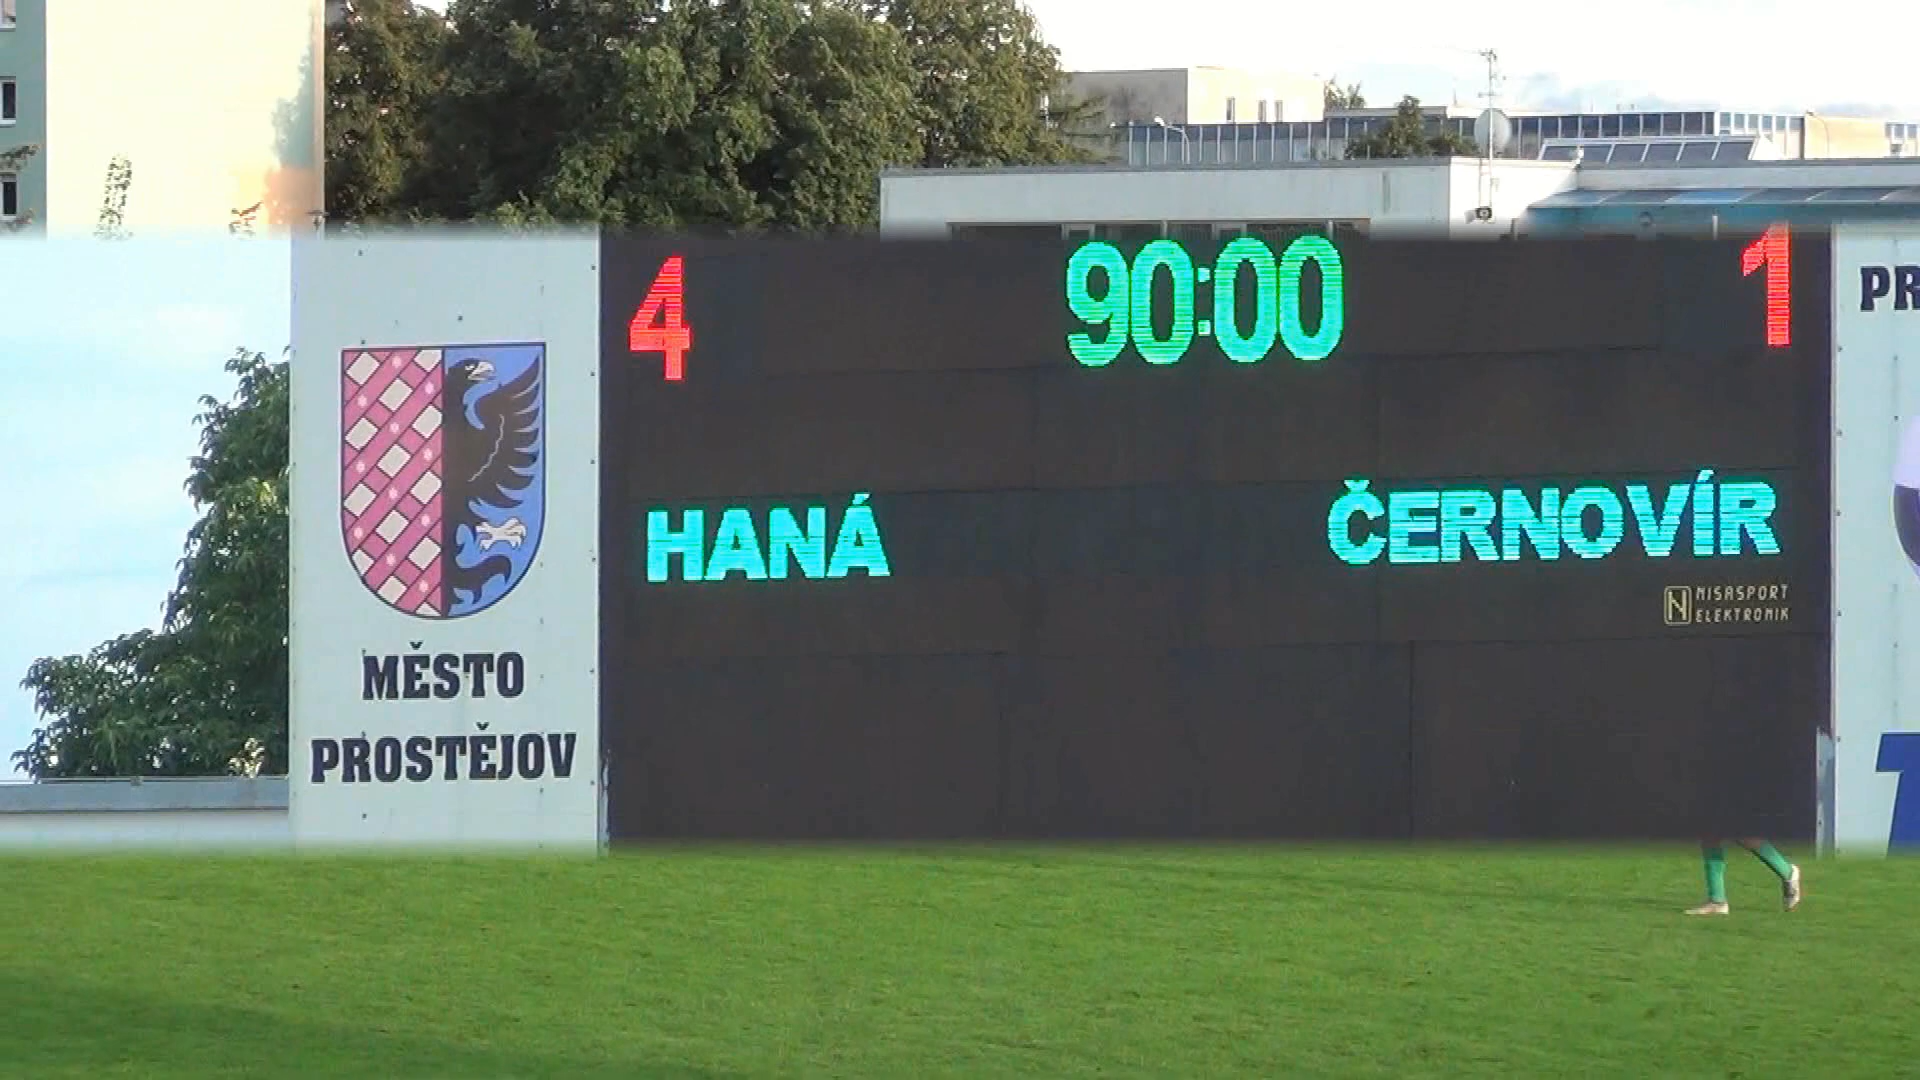 4 90:00 1
HANÁ ČERNOVÍR
NISASPORT
ELEKTRONIK
MĚSTO
PROSTĚJOV